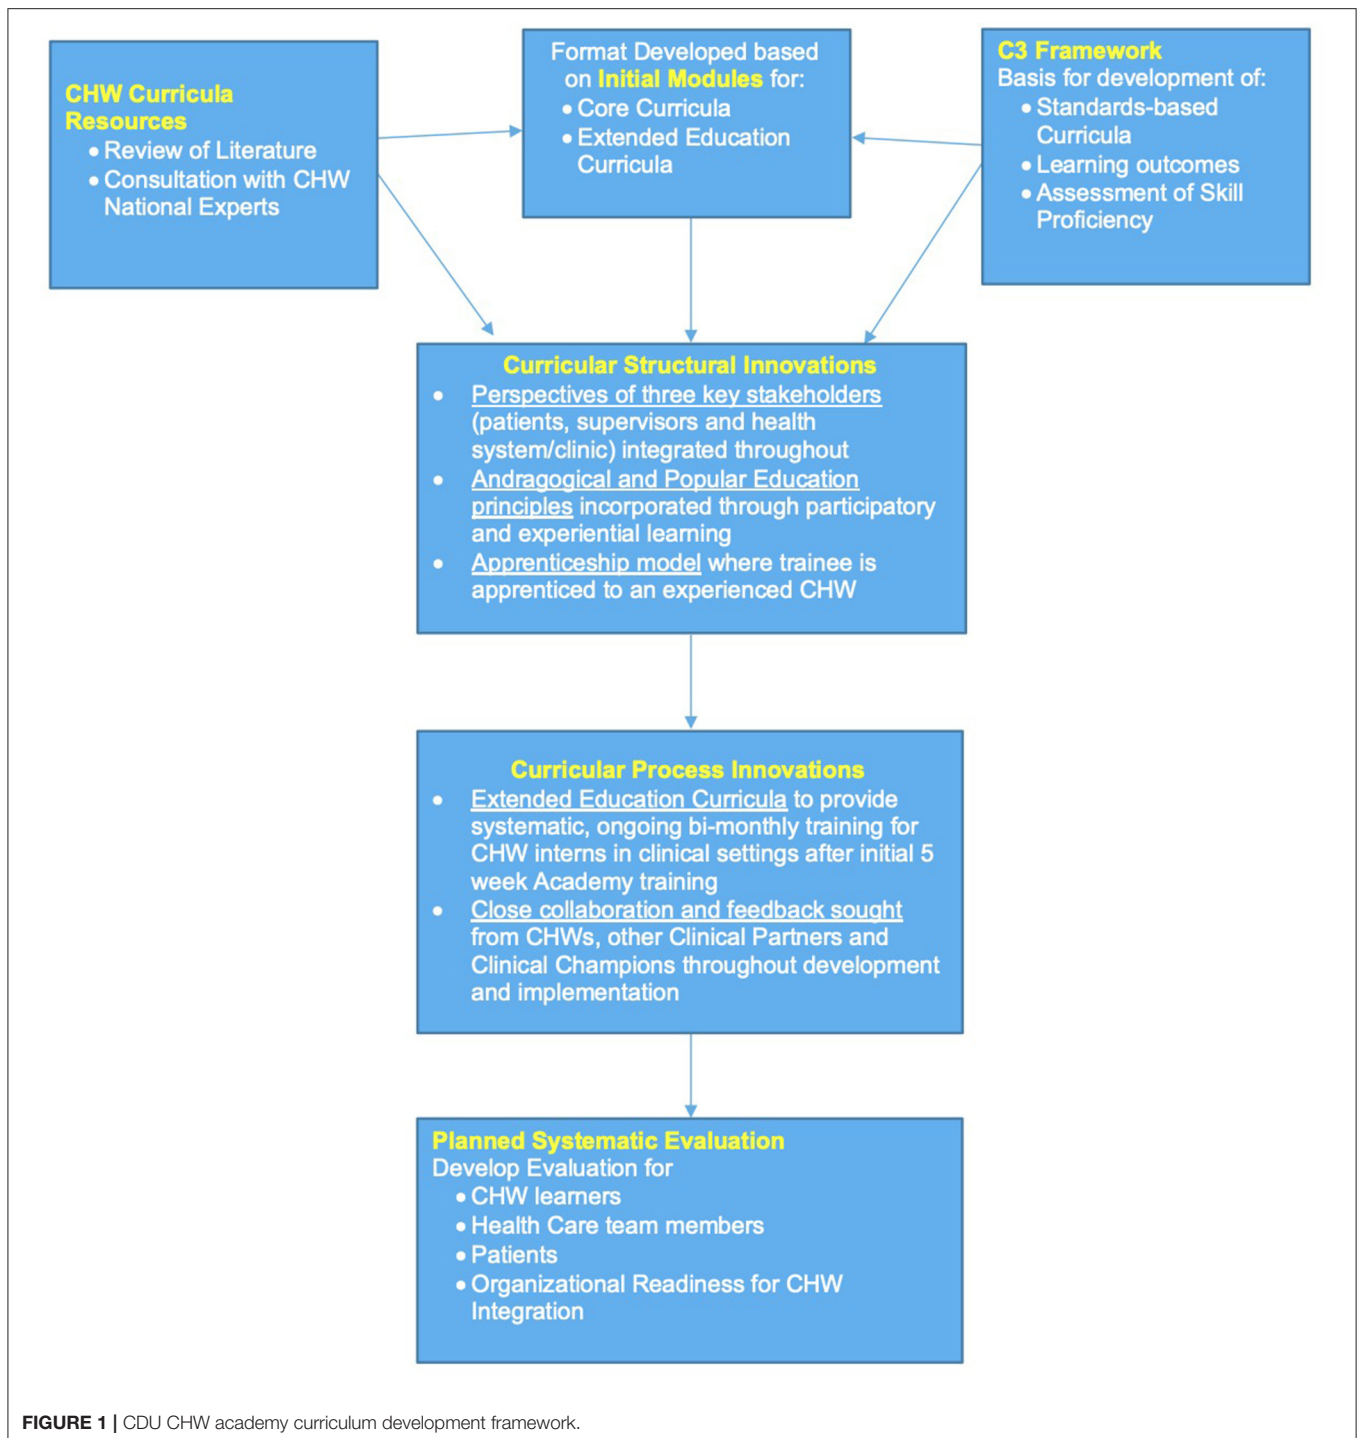 CHW Curricula
Resources
• Review of Literature
• Consultation with CHW
National Experts
Format Developed based
on Initial Modules for:
• Core Curricula
• Extended Education
Curricula
C3 Framework
Basis for development of:
• Standards-based
Curricula
• Learning outcomes
• Assessment of Skill
Proficiency
Curricular Structural Innovations
• Perspectives of three key stakeholders
(patients, supervisors and health
system/clinic) integrated throughout
• Andragogical and Popular Education
principles incorporated through participatory
and experiential learning
• Apprenticeship model where trainee is
apprenticed to an experienced CHW
Curricular Process Innovations
• Extended Education Curricula to provide
systematic, ongoing bi-monthly training for
CHW interns in clinical settings after initial 5
week Academy training
• Close collaboration and feedback sought
from CHWs, other Clinical Partners and
Clinical Champions throughout development
and implementation
Planned Systematic Evaluation
Develop Evaluation for
• CHW learners
• Health Care team members
• Patients
• Organizational Readiness for CHW
Integration
FIGURE 1 | CDU CHW academy curriculum development framework.